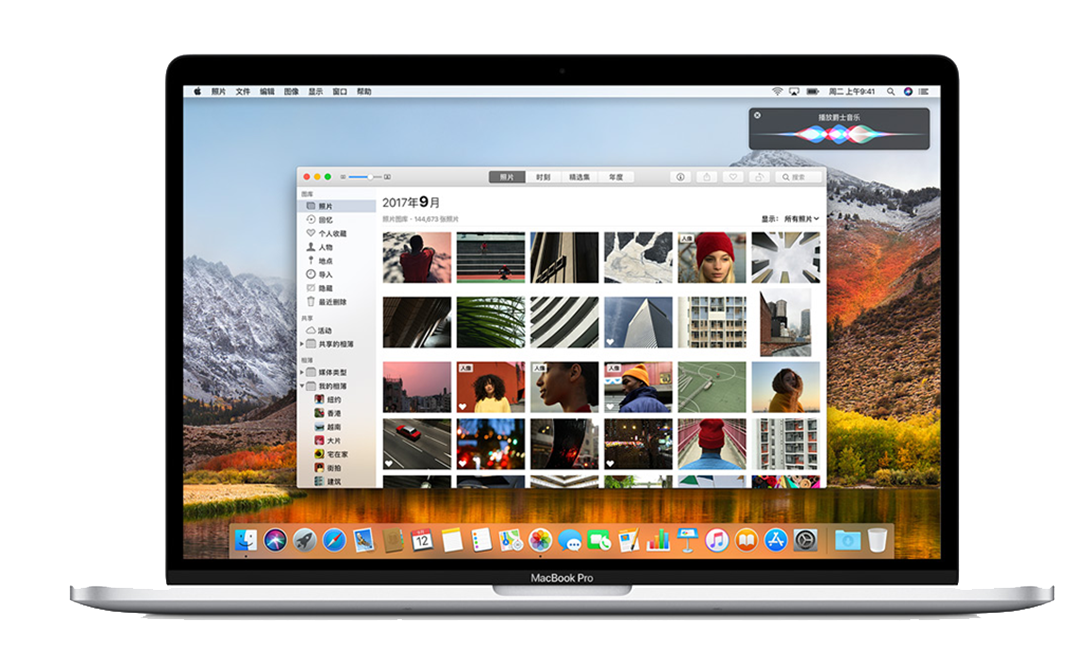 照片 文件 编辑 图像 显示 窗口 帮助
周二 上午9:41
播放爵士音乐
照片 时刻 精选集 年度
搜索
图库
照片
回忆
个人收藏
人物
地点
导入
隐藏
最近删除
共享
活动
共享的相簿
相簿
媒体类型
我的相簿
纽约
香港
越南
大片
宅在家
街拍
建筑
2017年9月
照片图库 · 144,673 张照片
显示: 所有照片
人像
人像
人像
人像
12
MacBook Pro